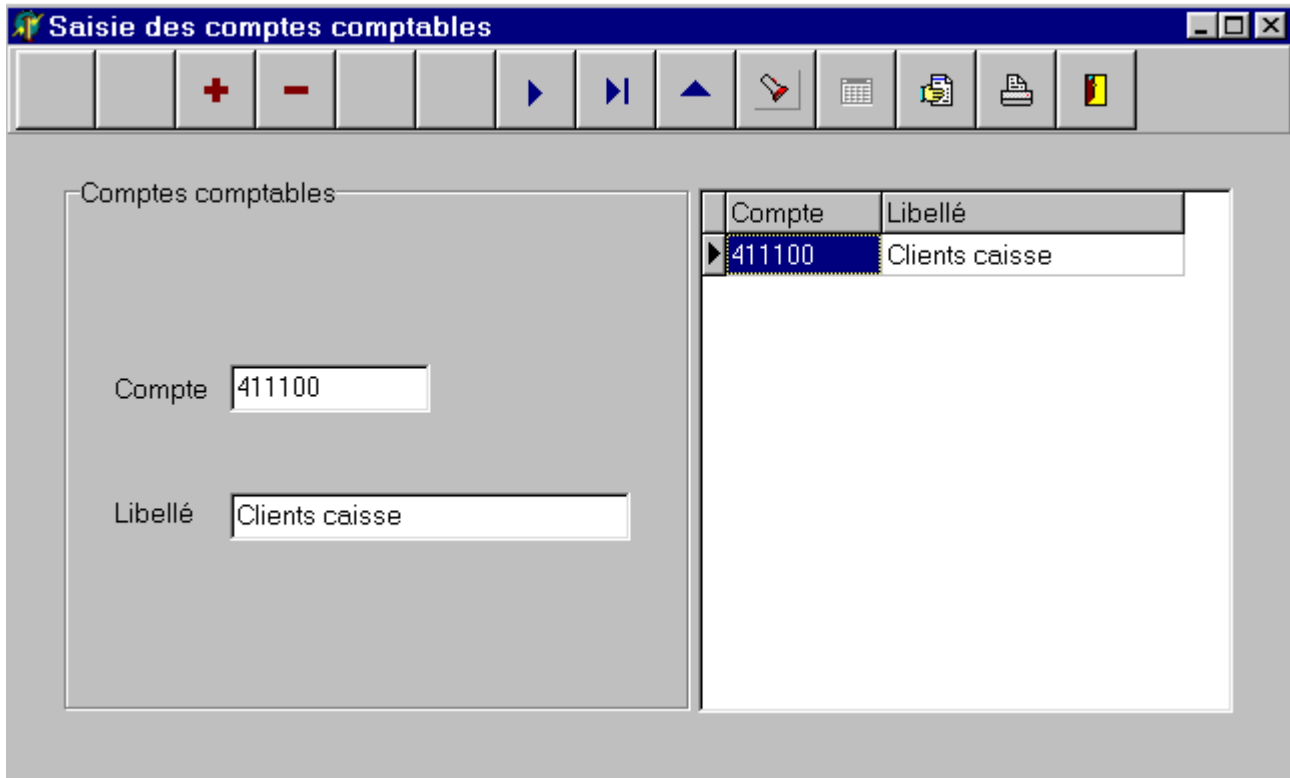 Saisie des comptes comptables
Comptes comptables
Compte 411100
Libellé Clients caisse
Compte Libellé
411100 Clients caisse